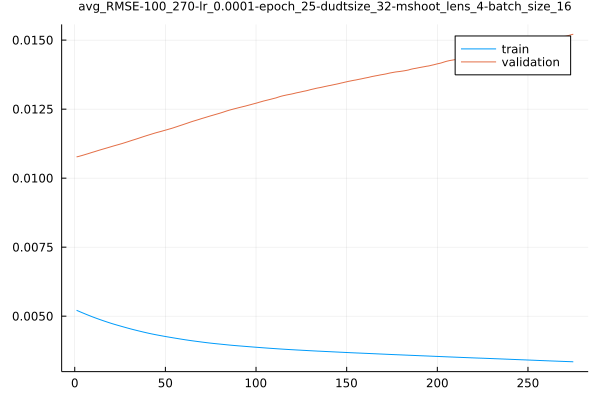 avg_RMSE-100_270-lr_0.0001-epoch_25-dudtsize_32-mshoot_lens_4-batch_size_16
0.0150
train
validation
0.0125
0.0100
0.0075
0.0050
0 50 100 150 200 250